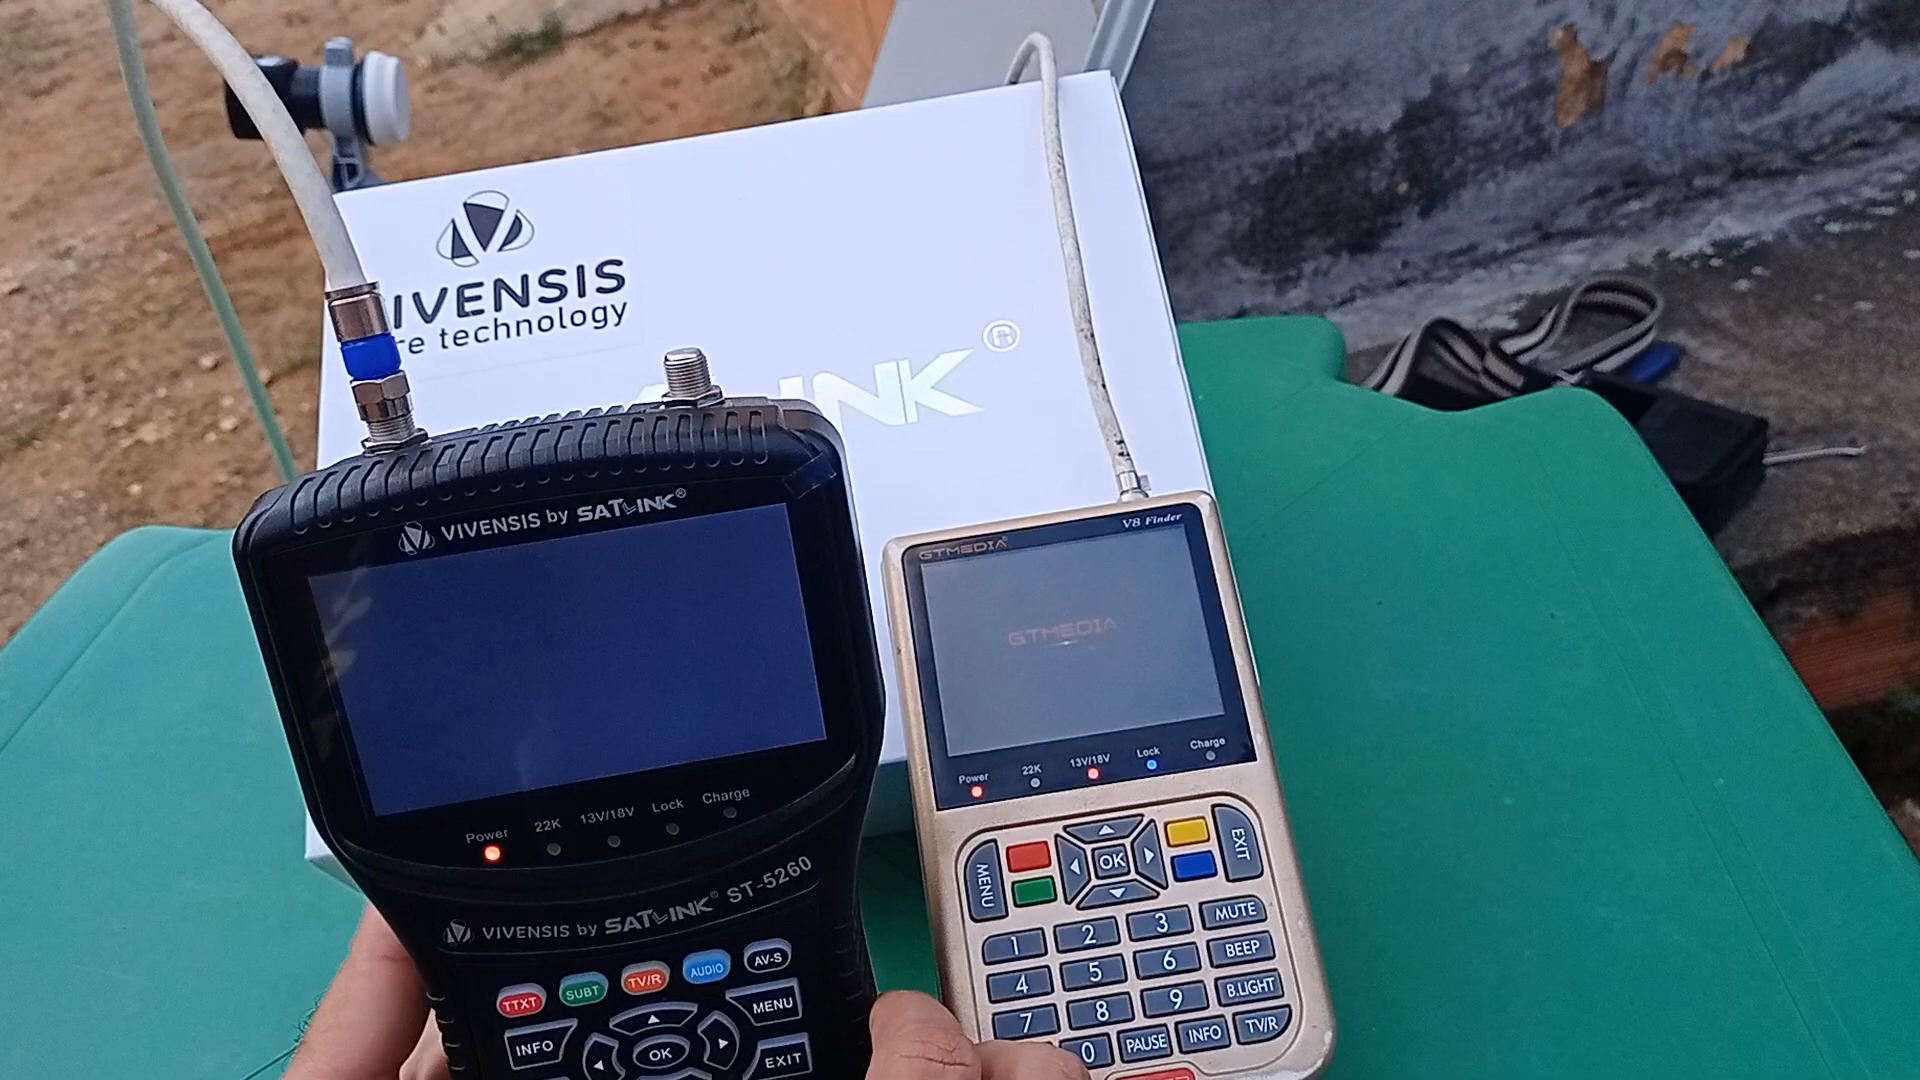 VIVENSIS
re technology
LINK®
VIVENSIS by SATLINK®
Power 22K 13V/18V Lock Charge
VIVENSIS by SATLINK® ST-5260
TTXT SUBT TV/R AUDIO AV-S
INFO OK MENU
EXIT
GTMEDIA® V8 Finder
GTMEDIA
Power 22K 13V/18V Lock Charge
MENU OK EXIT
1 2 3 MUTE
4 5 6 BEEP
7 8 9 B.LIGHT
0 PAUSE INFO TV/R